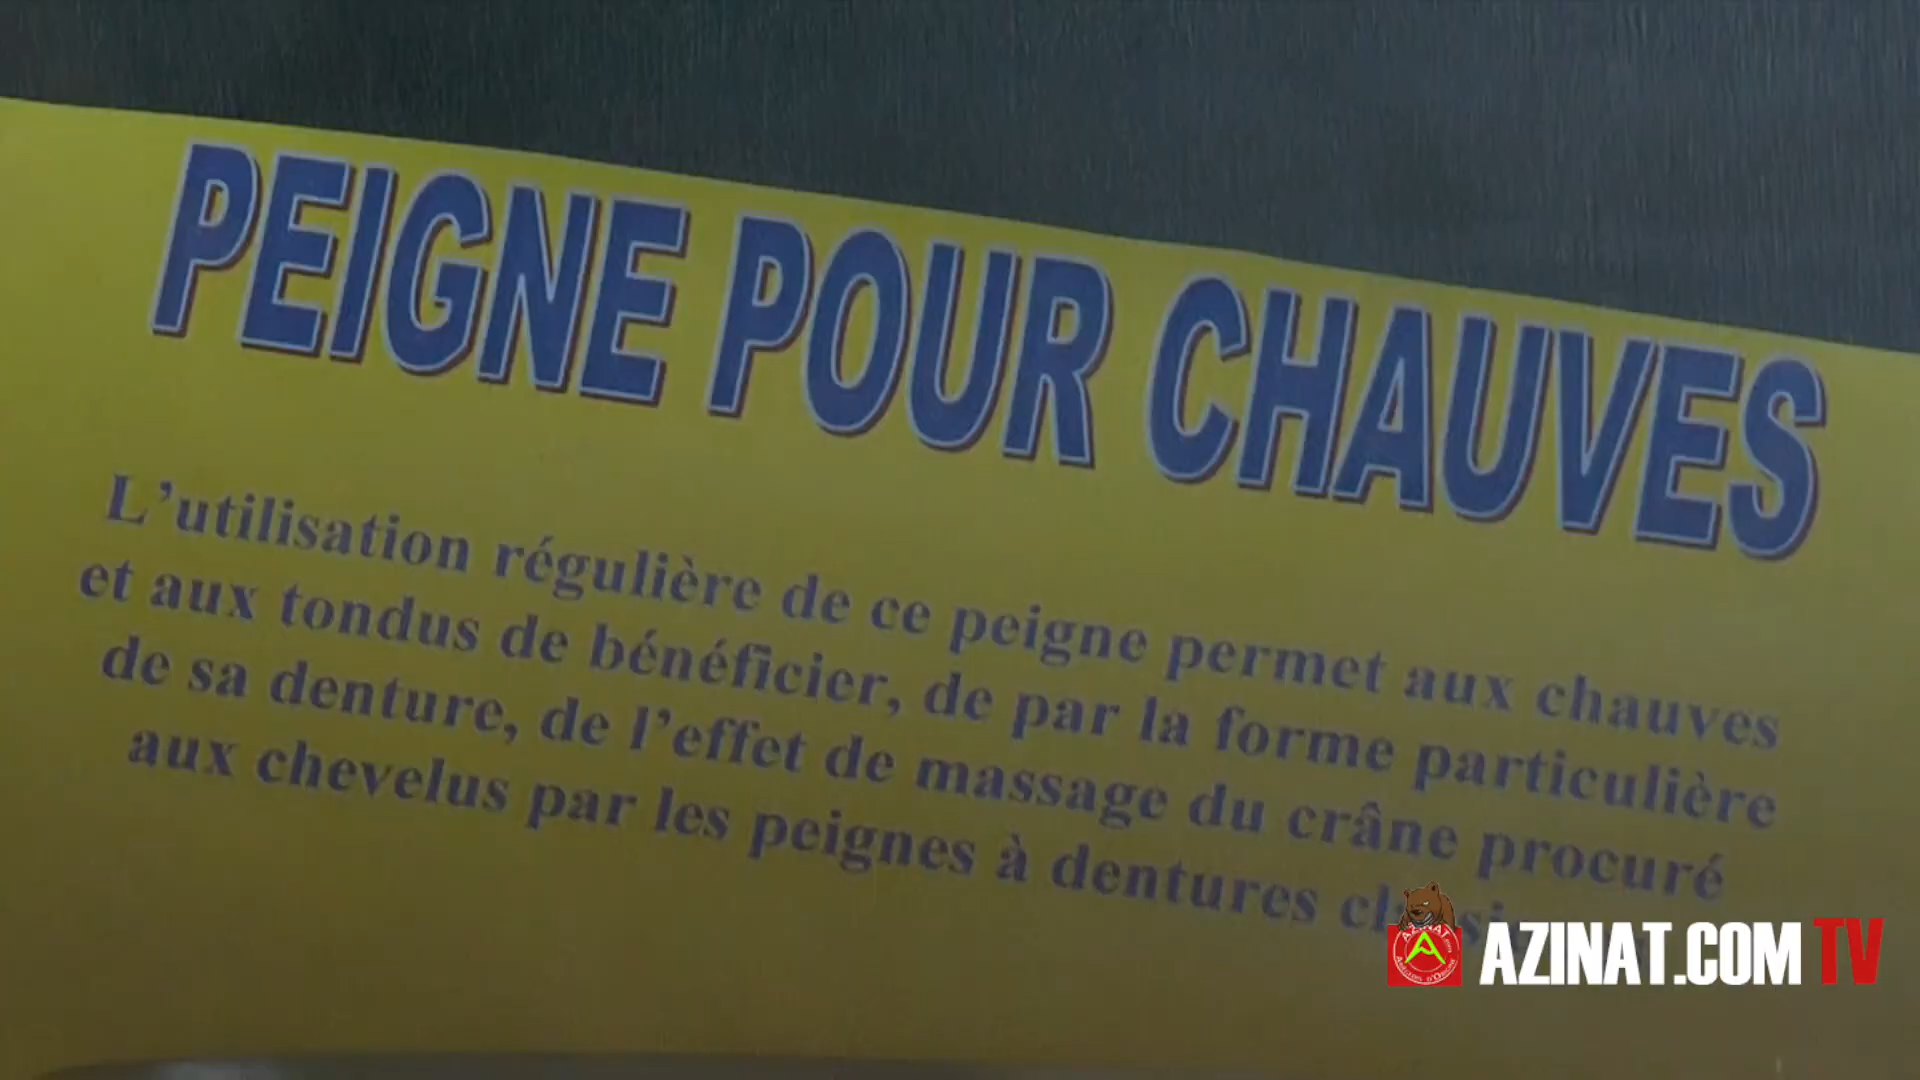 PEIGNE POUR CHAUVES
L'utilisation régulière de ce peigne permet aux chauves
et aux tondus de bénéficier, de par la forme particulière
de sa denture, de l'effet de massage du crâne procuré
aux chevelus par les peignes à dentures
AZINAT.COM TV